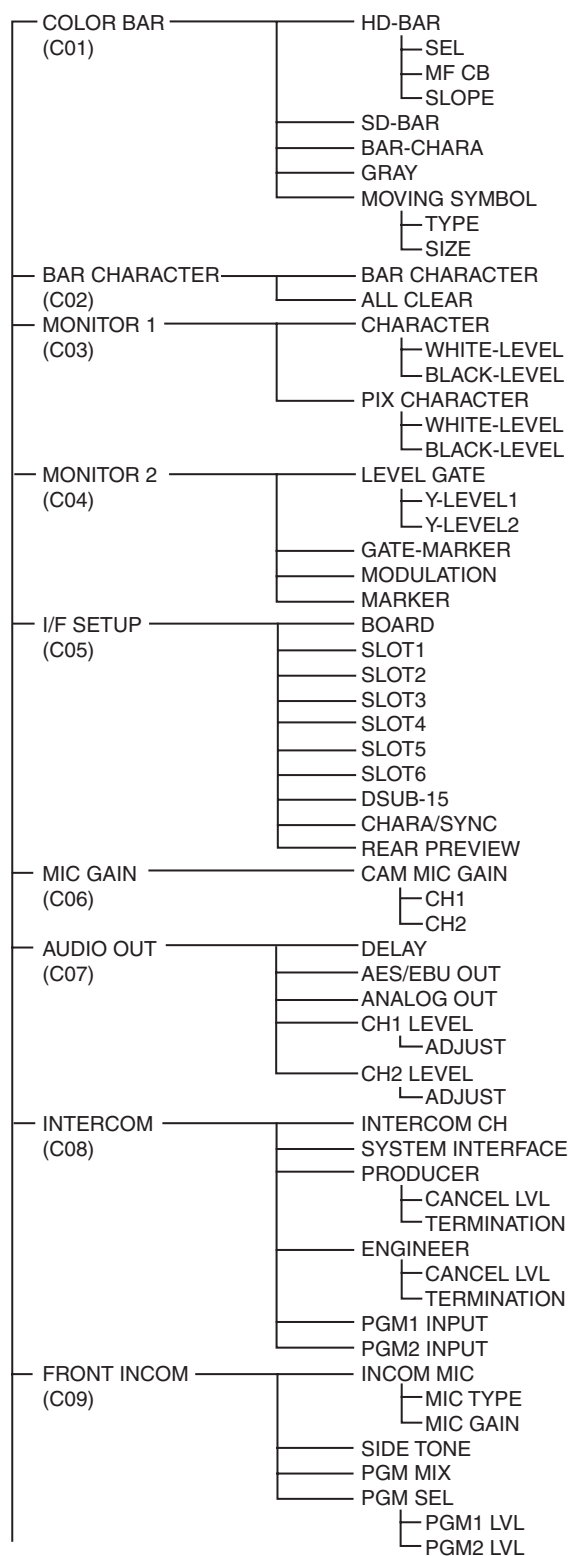 COLOR BAR HD-BAR
(C01) SEL
MF CB
SLOPE
SD-BAR
BAR-CHARA
GRAY
MOVING SYMBOL
TYPE
SIZE
BAR CHARACTER BAR CHARACTER
(C02) ALL CLEAR
MONITOR 1 CHARACTER
(C03) WHITE-LEVEL
BLACK-LEVEL
PIX CHARACTER
WHITE-LEVEL
BLACK-LEVEL
MONITOR 2 LEVEL GATE
(C04) Y-LEVEL1
Y-LEVEL2
GATE-MARKER
MODULATION
MARKER
I/F SETUP BOARD
(C05) SLOT1
SLOT2
SLOT3
SLOT4
SLOT5
SLOT6
DSUB-15
CHARA/SYNC
REAR PREVIEW
MIC GAIN CAM MIC GAIN
(C06) CH1
CH2
AUDIO OUT DELAY
(C07) AES/EBU OUT
ANALOG OUT
CH1 LEVEL
ADJUST
CH2 LEVEL
ADJUST
INTERCOM INTERCOM CH
(C08) SYSTEM INTERFACE
PRODUCER
CANCEL LVL
TERMINATION
ENGINEER
CANCEL LVL
TERMINATION
PGM1 INPUT
PGM2 INPUT
FRONT INCOM INCOM MIC
(C09) MIC TYPE
MIC GAIN
SIDE TONE
PGM MIX
PGM SEL
PGM1 LVL
PGM2 LVL